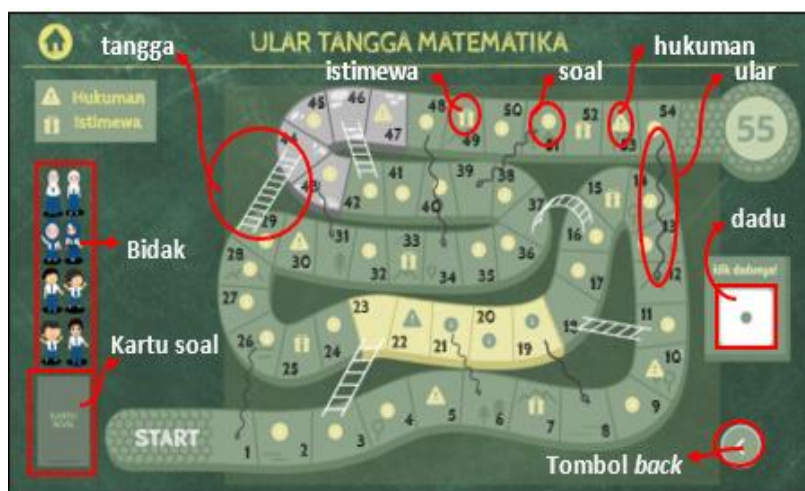 ULAR TANGGA MATEMATIKA
tangga
hukuman
istimewa
soal
ular
Hukuman
Istimewa
45 46 47 48 49 50 51 52 53 54
55
44 43 42 41 40 39 38 37
15 14 13 12
16 17 18
29 30 31 32 33 34 35 36
28 27 26 25 24 23 22 21 20 19
11 10 9 8 7 6 5 4 3 2 1
Bidak
dadu
klik dadunya!
Kartu soal
KARTU SOAL
START
Tombol back